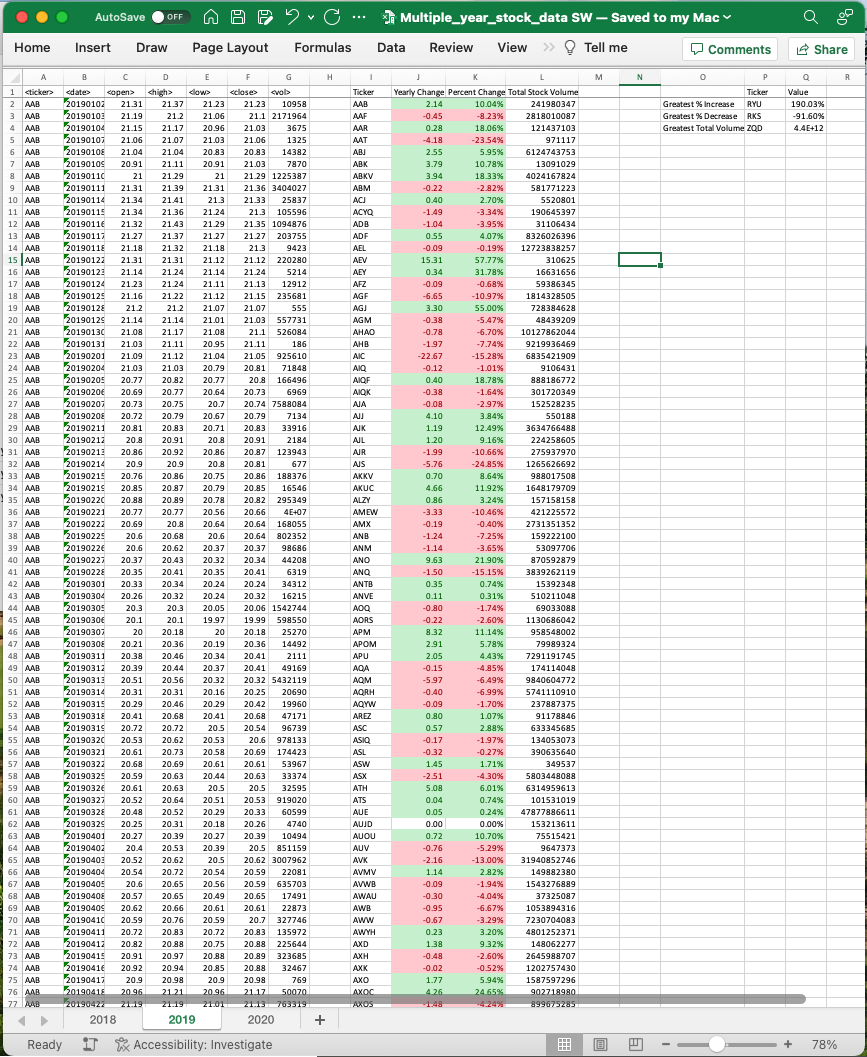 AutoSave OFF Multiple_year_stock_data SW — Saved to my Mac
Home Insert Draw Page Layout Formulas Data Review View Tell me Comments Share
A B C D E F G H I J K L M N O P Q R
1 <ticker> <date> <open> <high> <low> <close> <vol> Ticker Yearly Change Percent Change Total Stock Volume Ticker Value
2 AAB 20190102 21.31 21.37 21.23 21.23 10958 AAB 2.14 10.04% 241980347 Greatest % Increase RYU 190.03%
3 AAB 20190103 21.19 21.2 21.06 21.1 2171964 AAF -0.45 -8.23% 2818010087 Greatest % Decrease RKS -91.60%
4 AAB 20190104 21.15 21.17 20.96 21.03 3675 AAR 0.28 18.06% 121437103 Greatest Total Volume ZQD 4.4E+12
5 AAB 20190107 21.06 21.07 21.03 21.06 1325 AAT -4.18 -23.54% 971117
6 AAB 20190108 21.04 21.04 20.83 20.83 14382 ABJ 2.55 5.95% 6124743753
7 AAB 20190109 20.91 21.11 20.91 21.03 7870 ABK 3.79 10.78% 13091029
8 AAB 20190110 21 21.29 21 21.29 1225387 ABKV 3.94 18.33% 4024167824
9 AAB 20190111 21.31 21.39 21.31 21.36 3404027 ABM -0.22 -2.82% 581771223
10 AAB 20190114 21.34 21.41 21.3 21.33 25837 ACJ 0.40 2.70% 5520801
11 AAB 20190115 21.34 21.36 21.24 21.3 105596 ACYQ -1.49 -3.34% 190645397
12 AAB 20190116 21.32 21.43 21.29 21.35 1094876 ADB -1.04 -3.95% 31106434
13 AAB 20190117 21.27 21.37 21.27 21.27 203755 ADF 0.55 4.07% 8326026396
14 AAB 20190118 21.18 21.32 21.18 21.3 9423 AEL -0.09 -0.19% 12723838257
15 AAB 20190122 21.31 21.31 21.12 21.12 220280 AEV 15.31 57.77% 310625
16 AAB 20190123 21.14 21.24 21.14 21.14 5214 AEY 0.34 31.78% 16631656
17 AAB 20190124 21.23 21.24 21.11 21.13 12912 AFZ -0.09 -0.68% 59386345
18 AAB 20190125 21.16 21.22 21.12 21.15 235681 AGF -6.65 -10.97% 1814328505
19 AAB 20190128 21.2 21.2 21.07 21.07 555 AGJ 3.30 55.00% 728384628
20 AAB 20190129 21.14 21.14 21.01 21.03 557731 AGM -0.38 -5.47% 48439209
21 AAB 20190130 21.08 21.17 21.08 21.1 526084 AHAO -0.78 -6.70% 10127862044
22 AAB 20190131 21.03 21.11 20.95 21.11 186 AHB -1.97 -7.74% 9219936469
23 AAB 20190201 21.09 21.12 21.04 21.05 925610 AIC -22.67 -15.28% 6835421909
24 AAB 20190204 21.03 21.03 20.79 20.81 71848 AIQ -0.12 -1.01% 9106431
25 AAB 20190205 20.77 20.82 20.77 20.8 166496 AIQF 0.40 18.78% 888186772
26 AAB 20190206 20.69 20.77 20.64 20.73 6969 AIQK -0.38 -1.64% 301720349
27 AAB 20190207 20.73 20.75 20.7 20.74 7588084 AJA -0.08 -2.97% 152528235
28 AAB 20190208 20.72 20.79 20.67 20.79 7134 AJJ 4.10 3.84% 550188
29 AAB 20190211 20.81 20.83 20.71 20.83 33916 AJK 1.19 12.49% 3634766488
30 AAB 20190212 20.8 20.91 20.8 20.91 2184 AJL 1.20 9.16% 224258605
31 AAB 20190213 20.86 20.92 20.86 20.87 123943 AJR -1.99 -10.66% 275937970
32 AAB 20190214 20.9 20.9 20.8 20.81 677 AJS -5.76 -24.85% 1265626692
33 AAB 20190215 20.76 20.86 20.75 20.86 188376 AKKV 0.70 8.64% 988017508
34 AAB 20190219 20.85 20.87 20.79 20.85 16546 AKUC 4.66 11.92% 1648179709
35 AAB 20190220 20.88 20.89 20.78 20.82 295349 ALZY 0.86 3.24% 157158158
36 AAB 20190221 20.77 20.77 20.56 20.66 4E+07 AMEW -3.33 -10.46% 421225572
37 AAB 20190222 20.69 20.8 20.64 20.64 168055 AMX -0.19 -0.40% 2731351352
38 AAB 20190225 20.6 20.68 20.6 20.64 802352 ANB -1.24 -7.25% 159222100
39 AAB 20190226 20.6 20.62 20.37 20.37 98686 ANM -1.14 -3.65% 53097706
40 AAB 20190227 20.37 20.43 20.32 20.34 44208 ANO 9.63 21.90% 870592879
41 AAB 20190228 20.35 20.41 20.35 20.41 6319 ANQ -1.50 -15.15% 3839262119
42 AAB 20190301 20.33 20.34 20.24 20.24 34312 ANTB 0.35 0.74% 15392348
43 AAB 20190304 20.26 20.32 20.24 20.32 16215 ANVE 0.11 0.31% 510211048
44 AAB 20190305 20.3 20.3 20.05 20.06 1542744 AOQ -0.80 -1.74% 69033088
45 AAB 20190306 20.1 20.1 19.97 19.99 598550 AORS -0.22 -2.60% 1130686042
46 AAB 20190307 20 20.18 20 20.18 25270 APM 8.32 11.14% 958548002
47 AAB 20190308 20.21 20.36 20.19 20.36 14492 APOM 2.91 5.78% 79989324
48 AAB 20190311 20.38 20.46 20.34 20.41 2111 APU 2.05 4.43% 7291191745
49 AAB 20190312 20.39 20.44 20.37 20.41 49169 AQA -0.15 -4.85% 174114048
50 AAB 20190313 20.51 20.56 20.32 20.32 5432119 AQM -5.97 -6.49% 9840604772
51 AAB 20190314 20.31 20.31 20.16 20.25 20690 AQRH -0.40 -6.99% 5741110910
52 AAB 20190315 20.29 20.46 20.29 20.42 19960 AQYW -0.09 -1.70% 237887375
53 AAB 20190318 20.41 20.68 20.41 20.68 47171 AREZ 0.80 1.07% 91178846
54 AAB 20190319 20.72 20.72 20.5 20.54 96739 ASC 0.57 2.88% 633345685
55 AAB 20190320 20.53 20.62 20.53 20.6 978133 ASIQ -0.17 -1.97% 134053073
56 AAB 20190321 20.61 20.73 20.58 20.69 174423 ASL -0.32 -0.27% 390635640
57 AAB 20190322 20.68 20.69 20.61 20.61 53967 ASW 1.45 1.71% 349537
58 AAB 20190325 20.59 20.63 20.44 20.63 33374 ASX -2.51 -4.30% 5803448088
59 AAB 20190326 20.61 20.63 20.5 20.5 32595 ATH 5.08 6.01% 6314959613
60 AAB 20190327 20.52 20.64 20.51 20.53 919020 ATS 0.04 0.74% 101531019
61 AAB 20190328 20.48 20.52 20.29 20.33 60599 AUE 0.05 0.24% 47877886611
62 AAB 20190329 20.25 20.31 20.18 20.26 4740 AUJD 0.00 0.00% 153213611
63 AAB 20190401 20.27 20.39 20.27 20.39 10494 AUOU 0.72 10.70% 75515421
64 AAB 20190402 20.4 20.53 20.39 20.5 851159 AUV -0.76 -5.29% 9647373
65 AAB 20190403 20.52 20.62 20.5 20.62 3007962 AVK -2.16 -13.00% 31940852746
66 AAB 20190404 20.54 20.72 20.54 20.59 22081 AVMV 1.14 2.82% 149882380
67 AAB 20190405 20.6 20.65 20.56 20.59 635703 AVWB -0.09 -1.94% 1543276889
68 AAB 20190408 20.57 20.65 20.49 20.65 17491 AWAU -0.30 -4.04% 37325087
69 AAB 20190409 20.62 20.66 20.61 20.61 22873 AWB -0.95 -6.67% 1053894316
70 AAB 20190410 20.59 20.76 20.59 20.7 327746 AWW -0.67 -3.29% 7230704083
71 AAB 20190411 20.72 20.83 20.72 20.83 135972 AWYH 0.23 3.20% 4801252371
72 AAB 20190412 20.82 20.88 20.75 20.88 225644 AXD 1.38 9.32% 148062277
73 AAB 20190415 20.91 20.97 20.88 20.89 323685 AXH -0.48 -2.60% 2645988707
74 AAB 20190416 20.92 20.94 20.85 20.88 32467 AXK -0.02 -0.52% 1202757430
75 AAB 20190417 20.9 20.98 20.9 20.98 769 AXO 1.77 5.94% 1587597296
76 AAB 20190418 20.96 21.21 20.96 21.17 50070 AXOC 4.26 24.65% 902718980
77 AAB 20190422 21.19 21.19 21.01 21.13 763319 AXOS -1.48 -4.24% 899675285
2018 2019 2020 +
Ready Accessibility: Investigate 78%